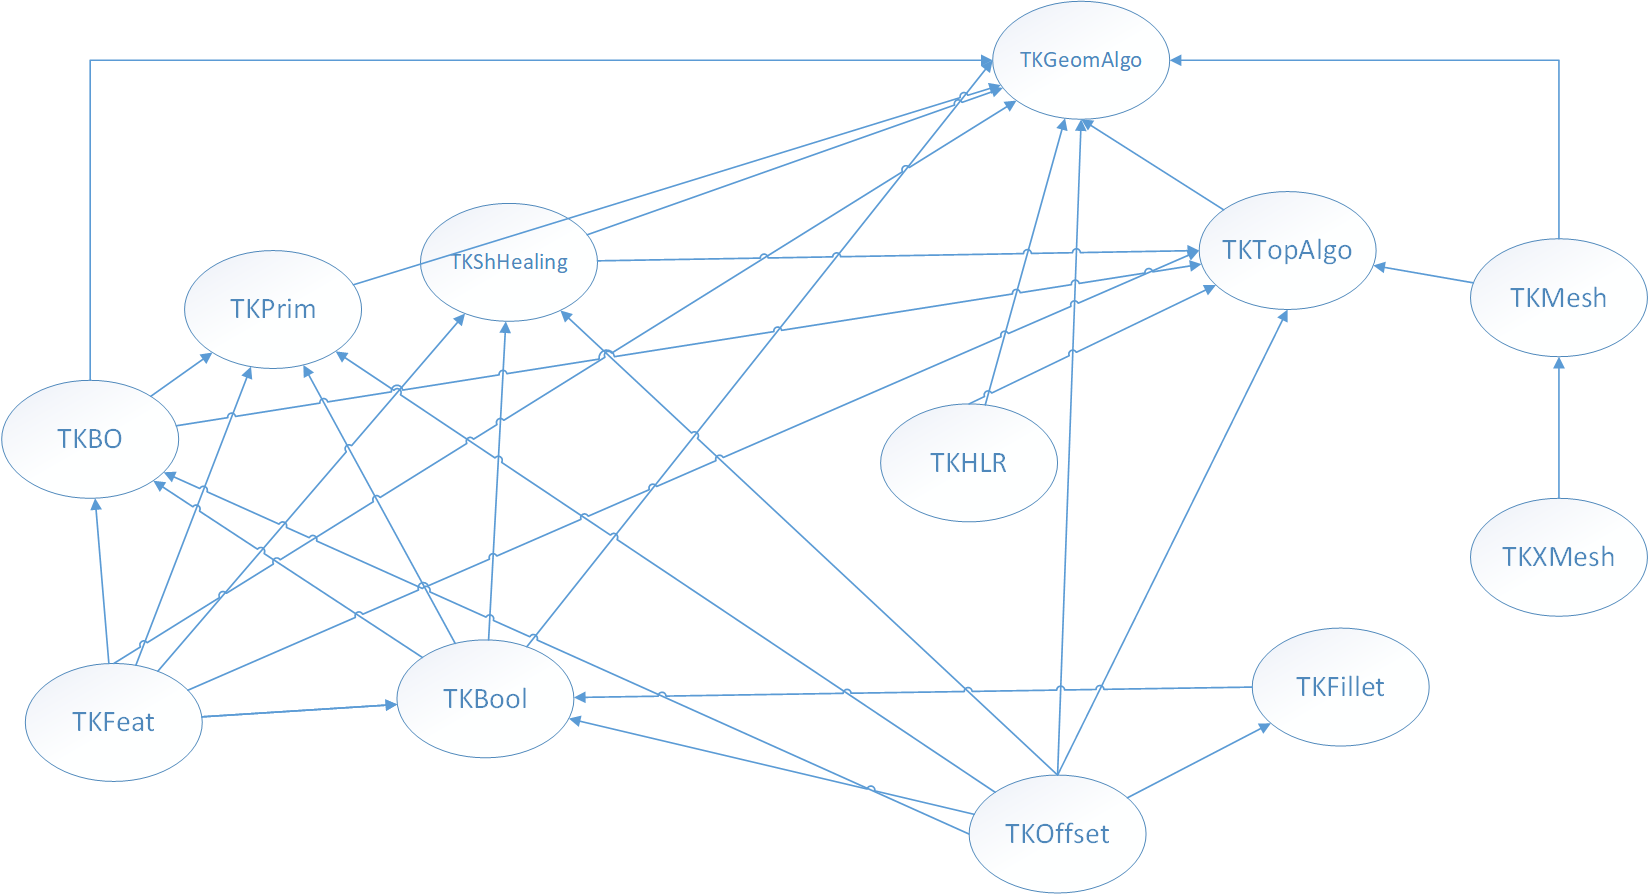 TKGeomAlgo
TKTopAlgo
TKShHealing
TKMesh
TKPrim
TKBO
TKHLR
TKXMesh
TKFillet
TKBool
TKFeat
TKOffset